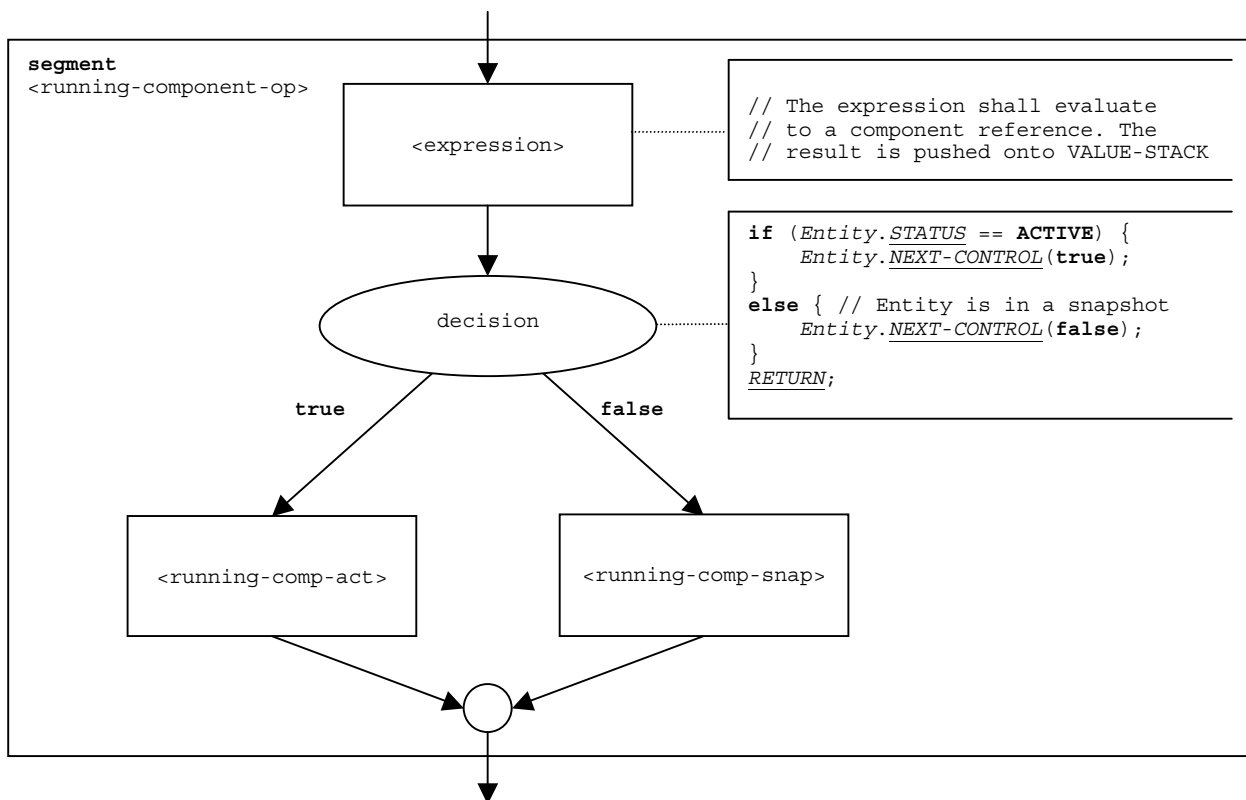 segment
<running-component-op>
<expression>
// The expression shall evaluate
// to a component reference. The
// result is pushed onto VALUE-STACK
decision
if (Entity.STATUS == ACTIVE) {
    Entity.NEXT-CONTROL(true);
}
else { // Entity is in a snapshot
    Entity.NEXT-CONTROL(false);
}
RETURN;
true
false
<running-comp-act>
<running-comp-snap>